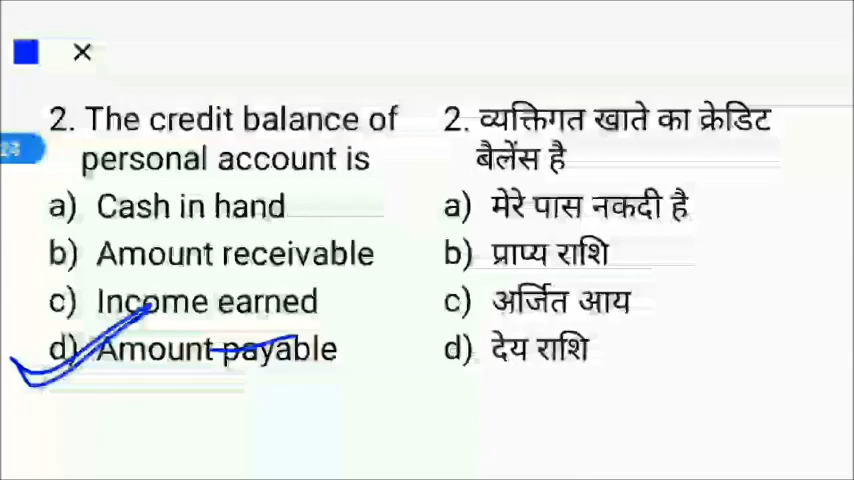 ×
24
2. The credit balance of
personal account is
a) Cash in hand
b) Amount receivable
c) Income earned
d) Amount payable
2. व्यक्तिगत खाते का क्रेडिट
बैलेंस है
a) मेरे पास नकदी है
b) प्राप्य राशि
c) अर्जित आय
d) देय राशि